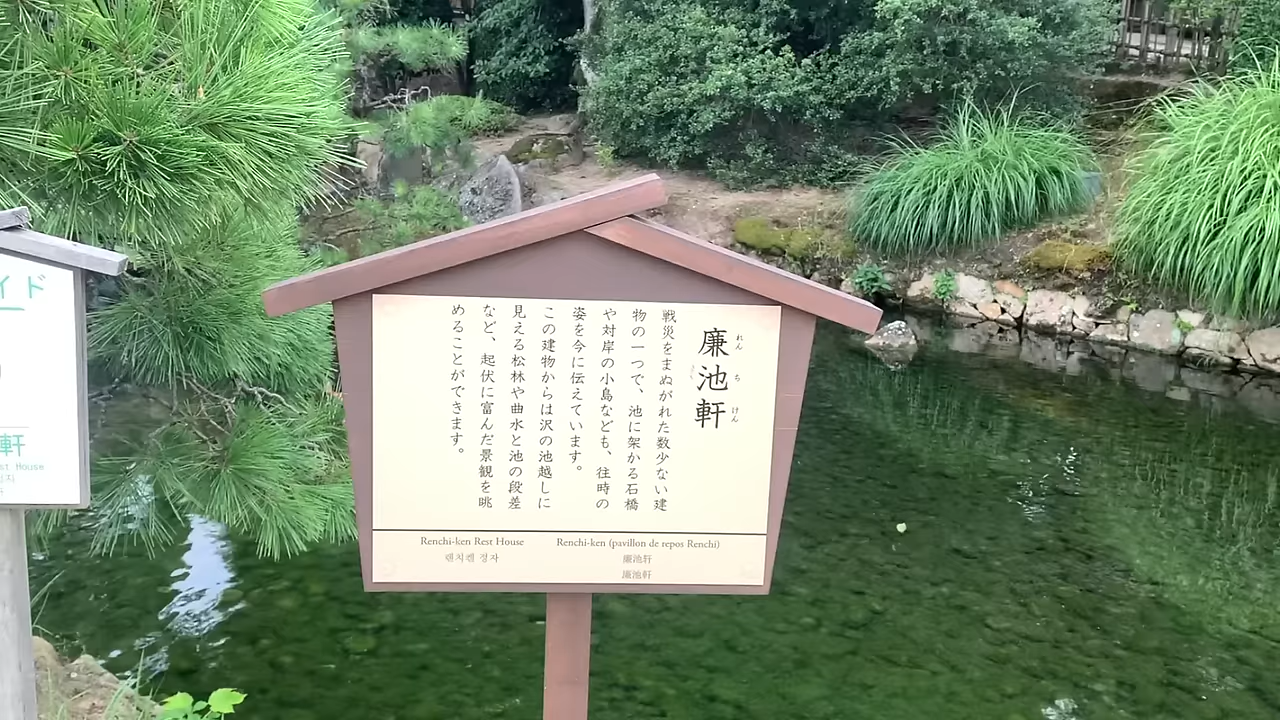 廉池軒
れんちけん
戦災をまぬがれた数少ない建
物の一つで、池に架かる石橋
や対岸の小島なども、往時の
姿を今に伝えています。
この建物からは沢の池越しに
見える松林や曲水と池の段差
など、起伏に富んだ景観を眺
めることができます。
Renchi-ken Rest House
렌치켄 정자
Renchi-ken (pavillon de repos Renchi)
廉池轩
廉池軒
イド
軒
st House
정자